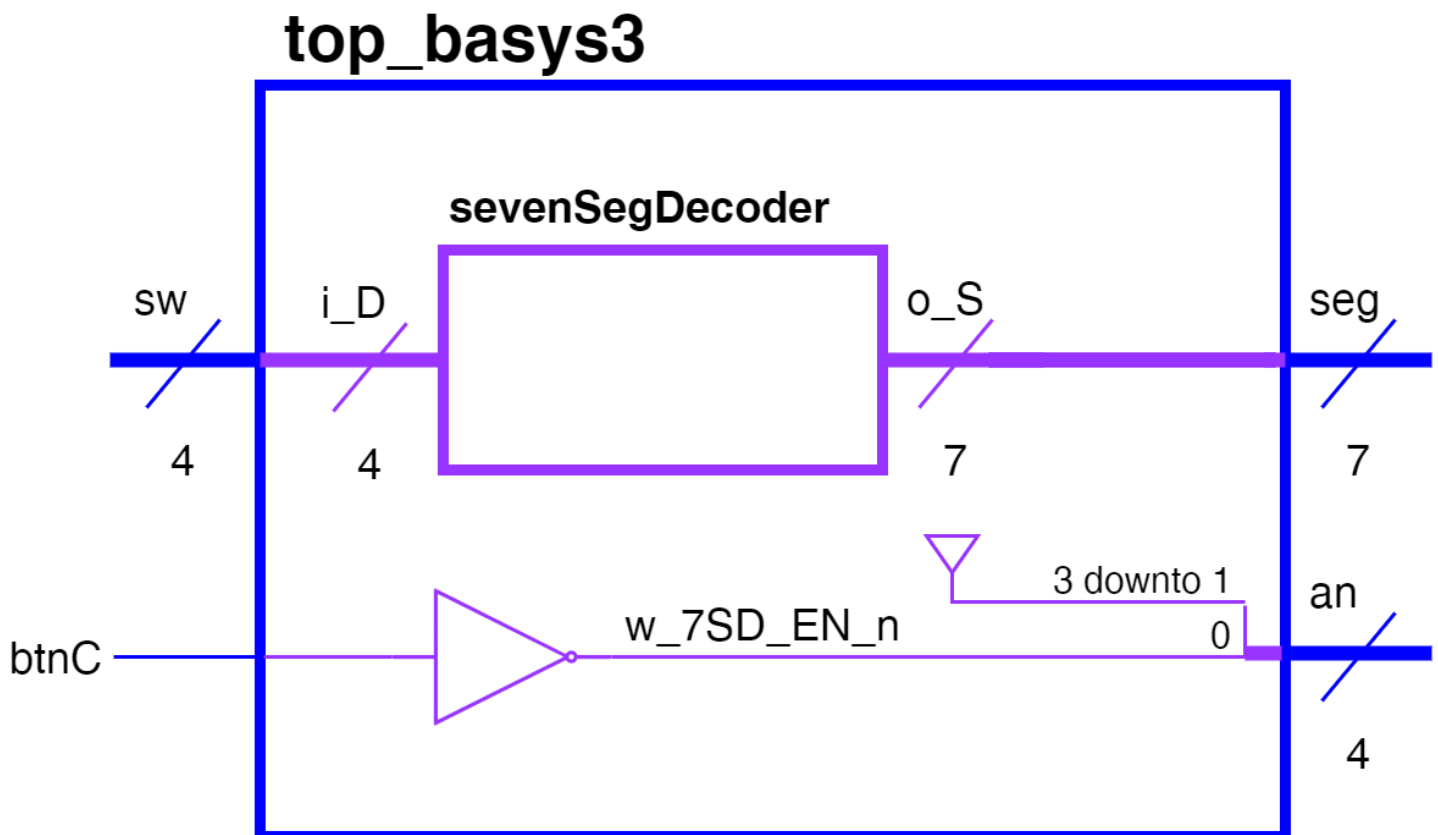 top_basys3
sevenSegDecoder
sw
i_D
o_S
seg
4
4
7
7
3 downto 1
an
btnC
w_7SD_EN_n
0
4